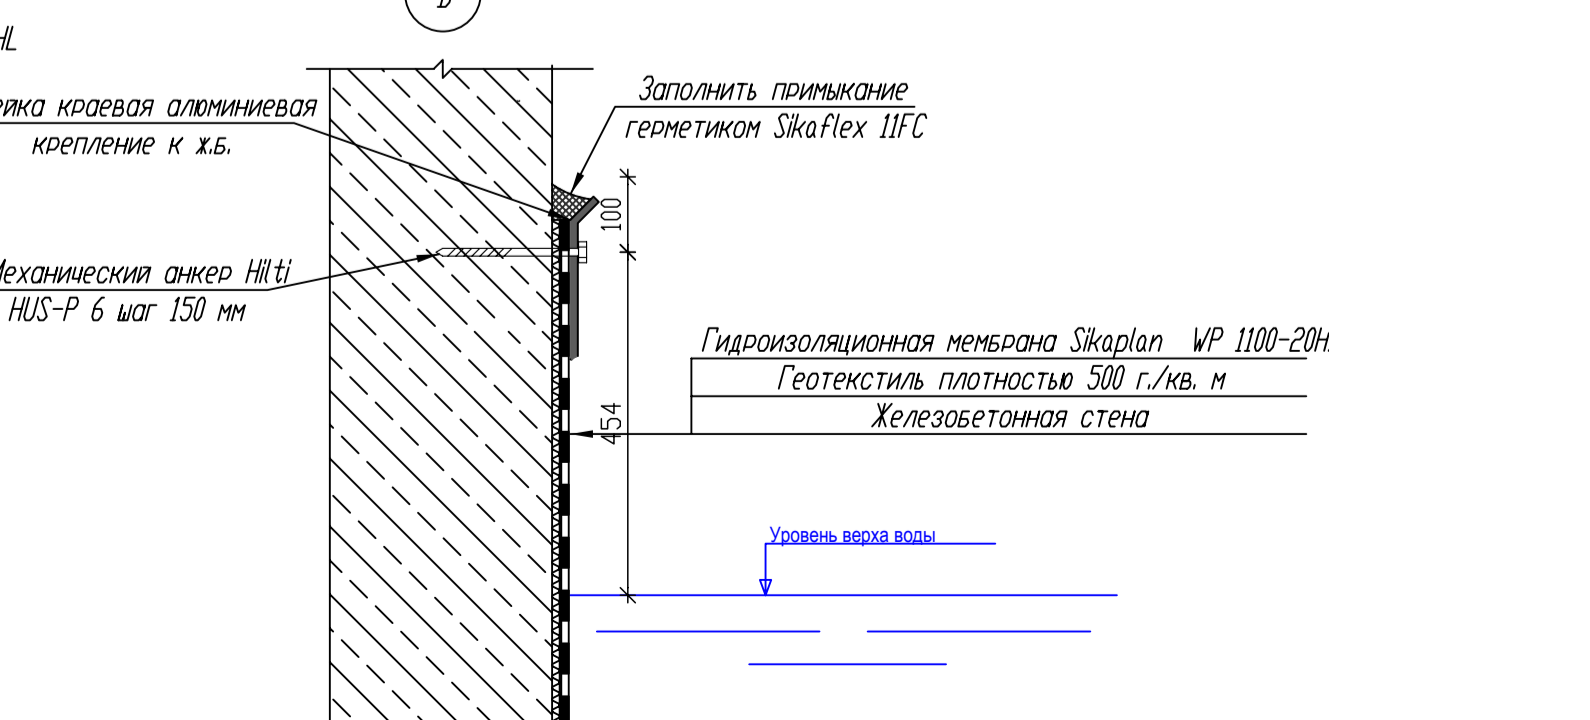 HL
Заполнить примыкание
герметиком Sikaflex 11FC
ейка краевая алюминиевая
крепление к ж.б.
100
Механический анкер Hilti
HUS-P 6 шаг 150 мм
Гидроизоляционная мембрана Sikaplan WP 1100-20H
Геотекстиль плотностью 500 г./кв. м
Железобетонная стена
454
Уровень верха воды